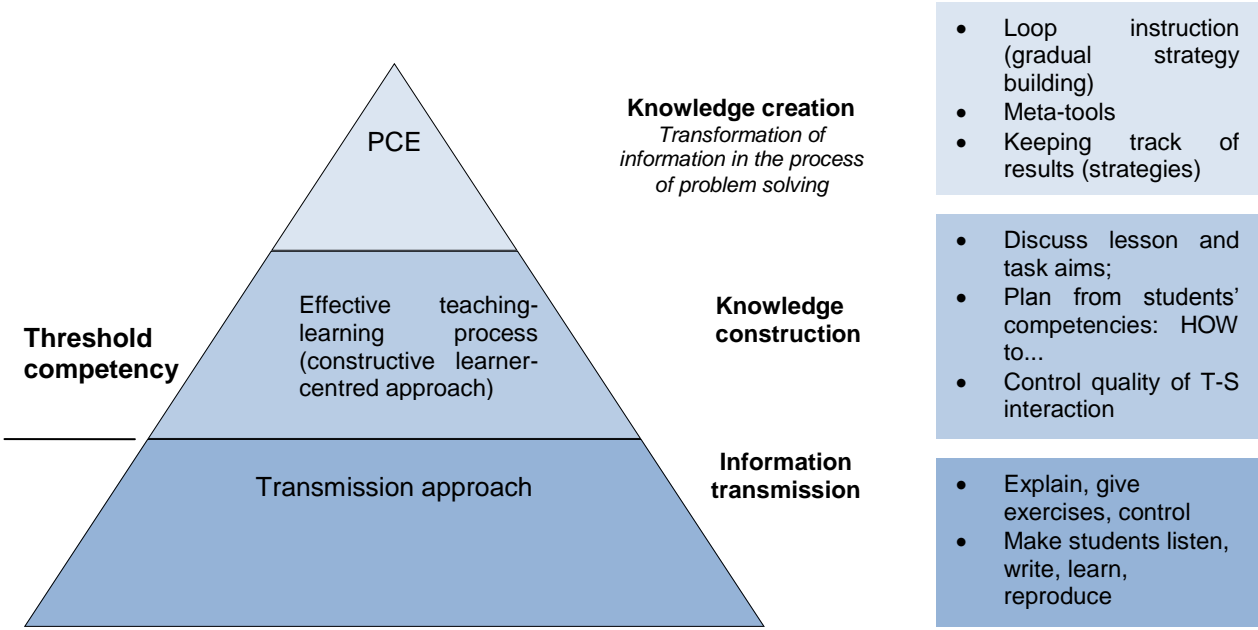 PCE
Knowledge creation
Transformation of
information in the process
of problem solving
• Loop instruction
(gradual strategy
building)
• Meta-tools
• Keeping track of
results (strategies)
Threshold
competency
Effective teaching-
learning process
(constructive learner-
centred approach)
Knowledge
construction
• Discuss lesson and
task aims;
• Plan from students’
competencies: HOW
to...
• Control quality of T-S
interaction
Transmission approach
Information
transmission
• Explain, give
exercises, control
• Make students listen,
write, learn,
reproduce